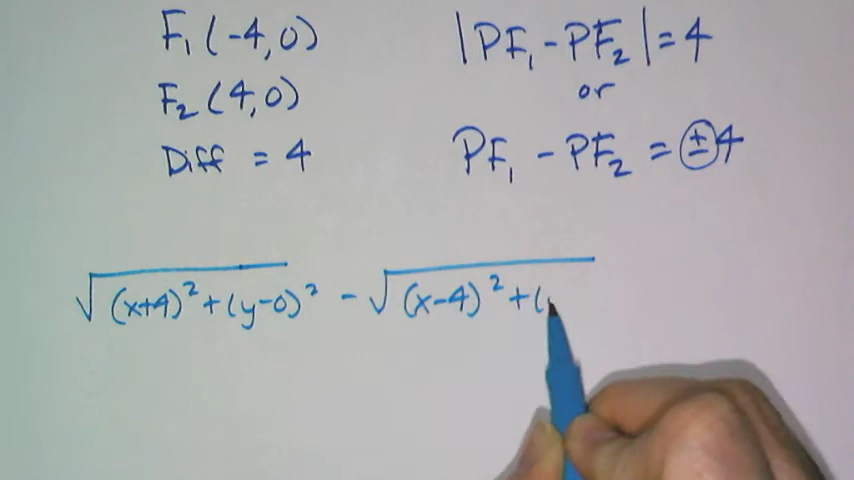 F₁ (-4,0)
F₂ (4,0)
Diff = 4
|PF₁ - PF₂| = 4
or
PF₁ - PF₂ = ±4
√(x+4)² + (y-0)² - √(x-4)² + (